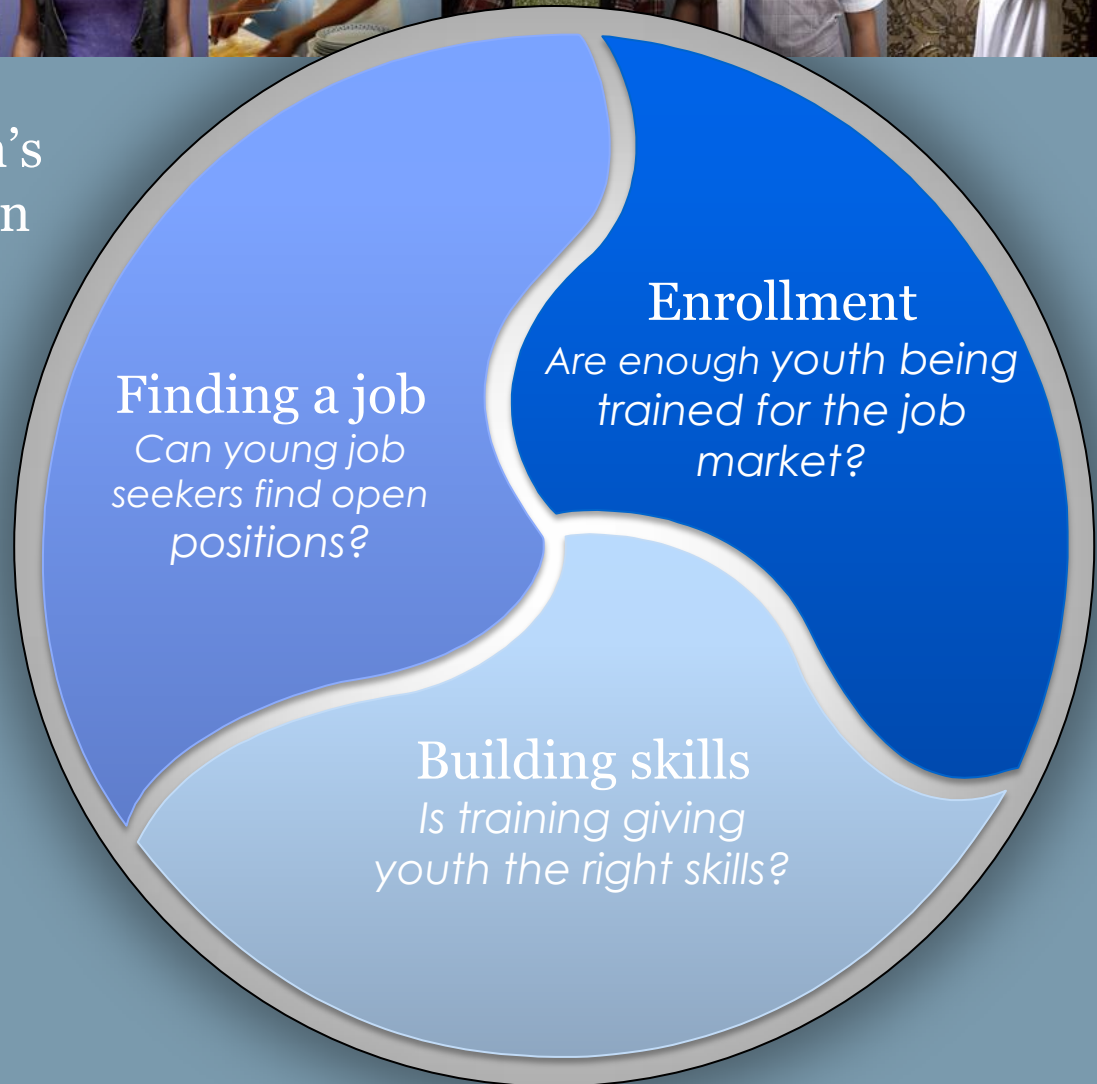 Enrollment
Are enough youth being
trained for the job
market?
Finding a job
Can young job
seekers find open
positions?
Building skills
Is training giving
youth the right skills?